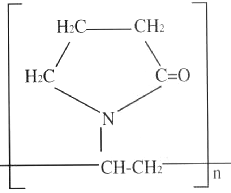 H₂C CH₂
H₂C C=O
N
CH-CH₂
n